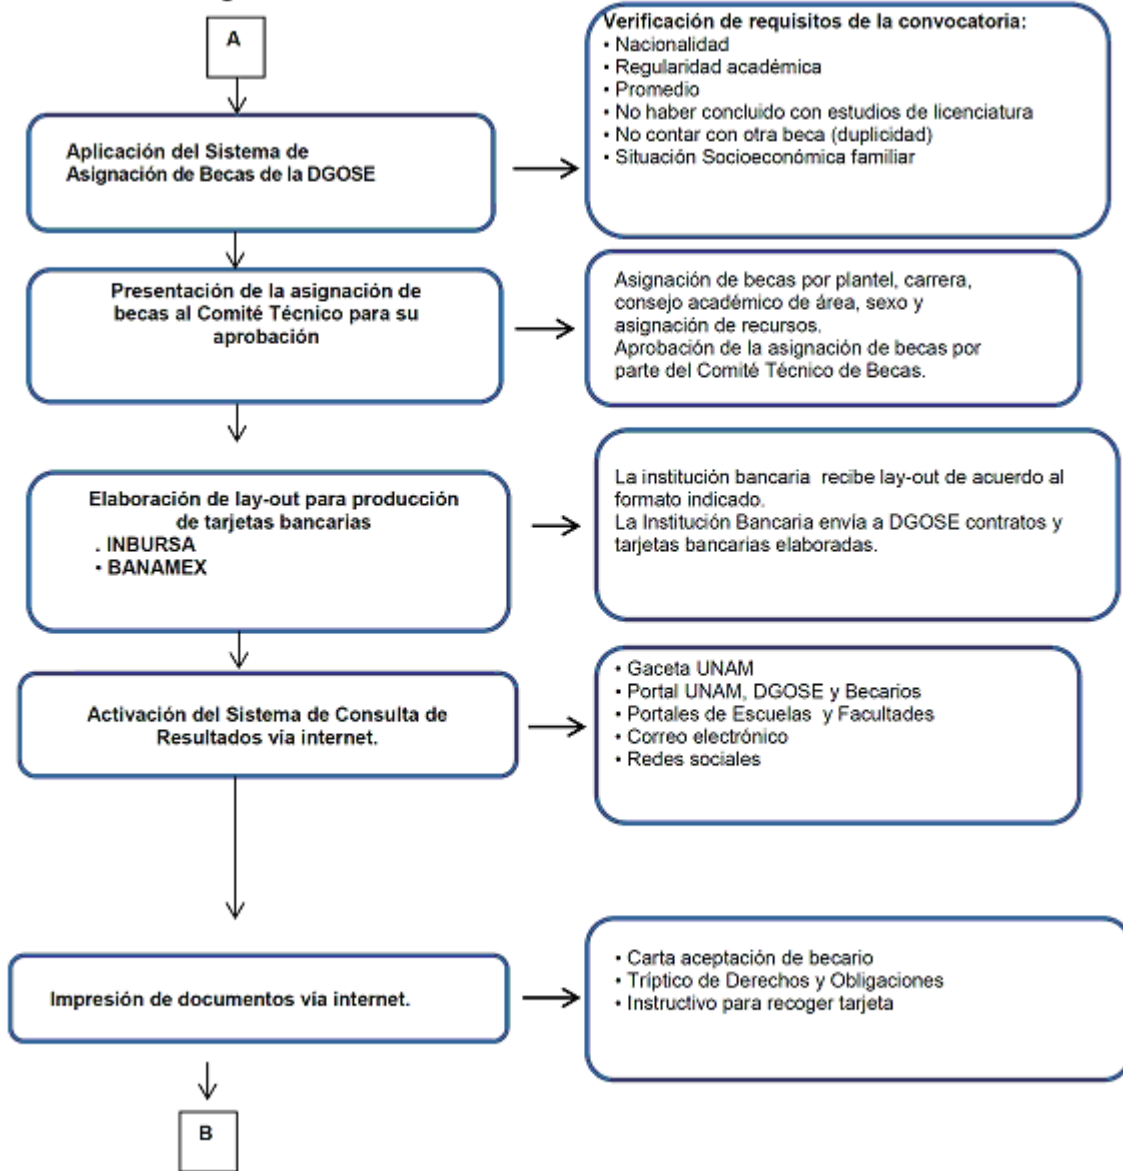 A
Aplicación del Sistema de
Asignación de Becas de la DGOSE
Verificación de requisitos de la convocatoria:
• Nacionalidad
• Regularidad académica
• Promedio
• No haber concluido con estudios de licenciatura
• No contar con otra beca (duplicidad)
• Situación Socioeconómica familiar
Presentación de la asignación de
becas al Comité Técnico para su
aprobación
Asignación de becas por plantel, carrera,
consejo académico de área, sexo y
asignación de recursos.
Aprobación de la asignación de becas por
parte del Comité Técnico de Becas.
Elaboración de lay-out para producción
de tarjetas bancarias
. INBURSA
• BANAMEX
La institución bancaria recibe lay-out de acuerdo al
formato indicado.
La Institución Bancaria envía a DGOSE contratos y
tarjetas bancarias elaboradas.
Activación del Sistema de Consulta de
Resultados vía internet.
• Gaceta UNAM
• Portal UNAM, DGOSE y Becarios
• Portales de Escuelas y Facultades
• Correo electrónico
• Redes sociales
Impresión de documentos vía internet.
• Carta aceptación de becario
• Tríptico de Derechos y Obligaciones
• Instructivo para recoger tarjeta
B